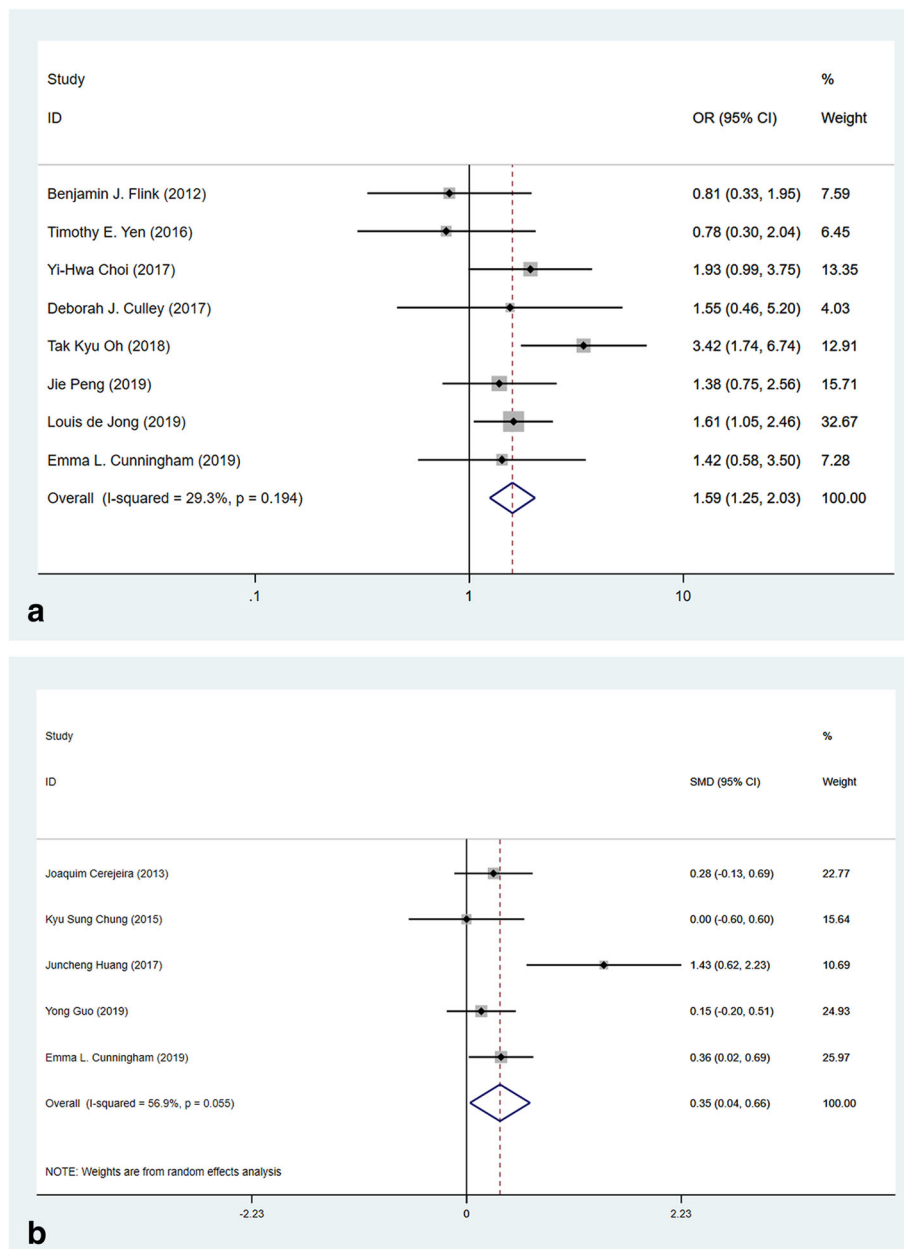 Study %
ID OR (95% CI) Weight
Benjamin J. Flink (2012) 0.81 (0.33, 1.95) 7.59
Timothy E. Yen (2016) 0.78 (0.30, 2.04) 6.45
Yi-Hwa Choi (2017) 1.93 (0.99, 3.75) 13.35
Deborah J. Culley (2017) 1.55 (0.46, 5.20) 4.03
Tak Kyu Oh (2018) 3.42 (1.74, 6.74) 12.91
Jie Peng (2019) 1.38 (0.75, 2.56) 15.71
Louis de Jong (2019) 1.61 (1.05, 2.46) 32.67
Emma L. Cunningham (2019) 1.42 (0.58, 3.50) 7.28
Overall (I-squared = 29.3%, p = 0.194) 1.59 (1.25, 2.03) 100.00
.1 1 10
a
Study %
ID SMD (95% CI) Weight
Joaquim Cerejeira (2013) 0.28 (-0.13, 0.69) 22.77
Kyu Sung Chung (2015) 0.00 (-0.60, 0.60) 15.64
Juncheng Huang (2017) 1.43 (0.62, 2.23) 10.69
Yong Guo (2019) 0.15 (-0.20, 0.51) 24.93
Emma L. Cunningham (2019) 0.36 (0.02, 0.69) 25.97
Overall (I-squared = 56.9%, p = 0.055) 0.35 (0.04, 0.66) 100.00
NOTE: Weights are from random effects analysis
-2.23 0 2.23
b